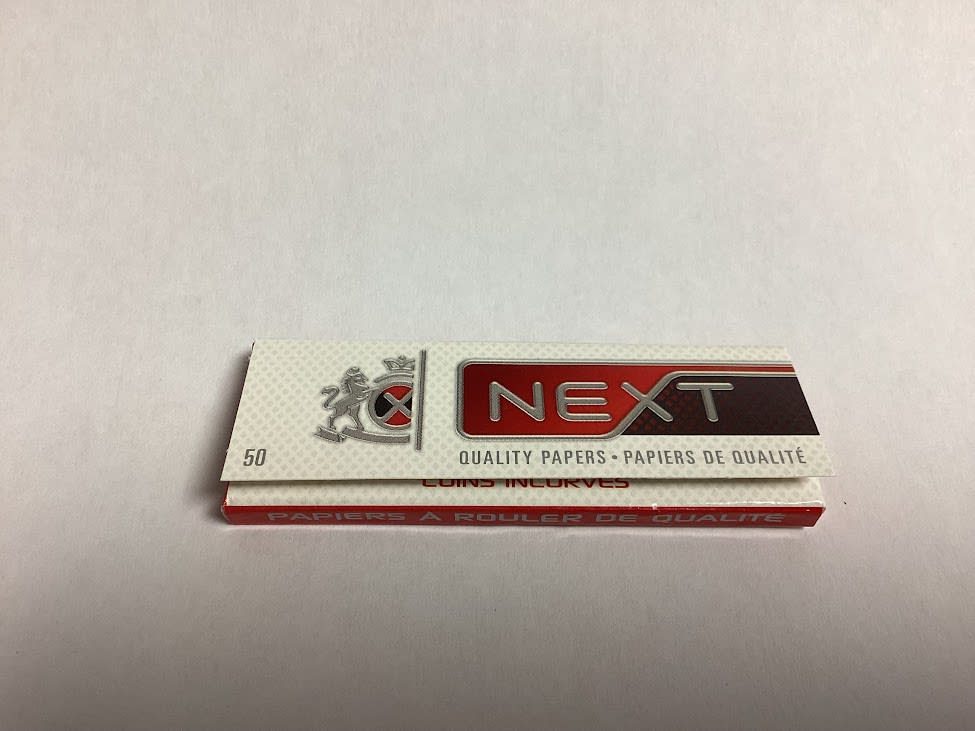 NEXT
50
QUALITY PAPERS • PAPIERS DE QUALITÉ
COINS INCURVÉS
PAPIERS À ROULER DE QUALITÉ